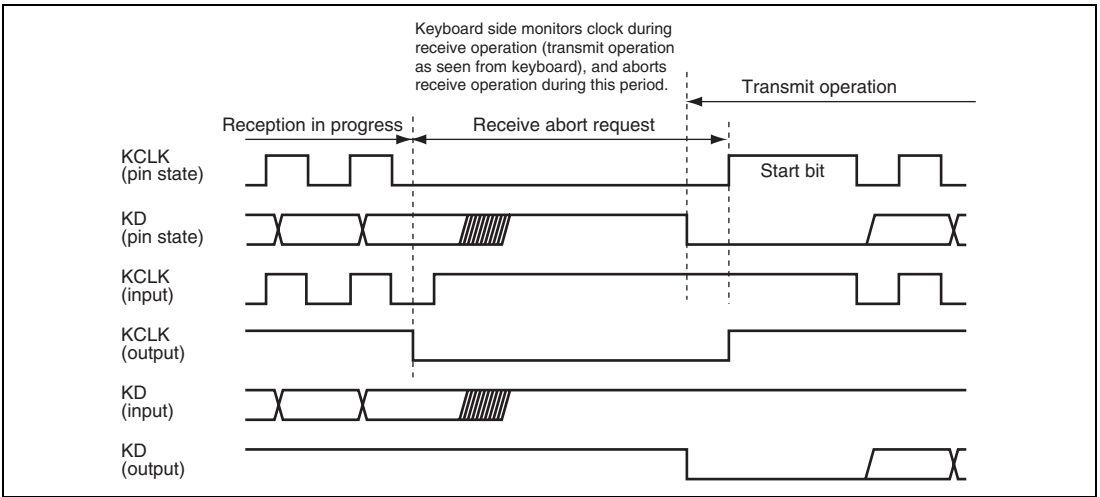 Keyboard side monitors clock during
receive operation (transmit operation
as seen from keyboard), and aborts
receive operation during this period.
Transmit operation
Reception in progress
Receive abort request
KCLK
(pin state)
Start bit
KD
(pin state)
KCLK
(input)
KCLK
(output)
KD
(input)
KD
(output)